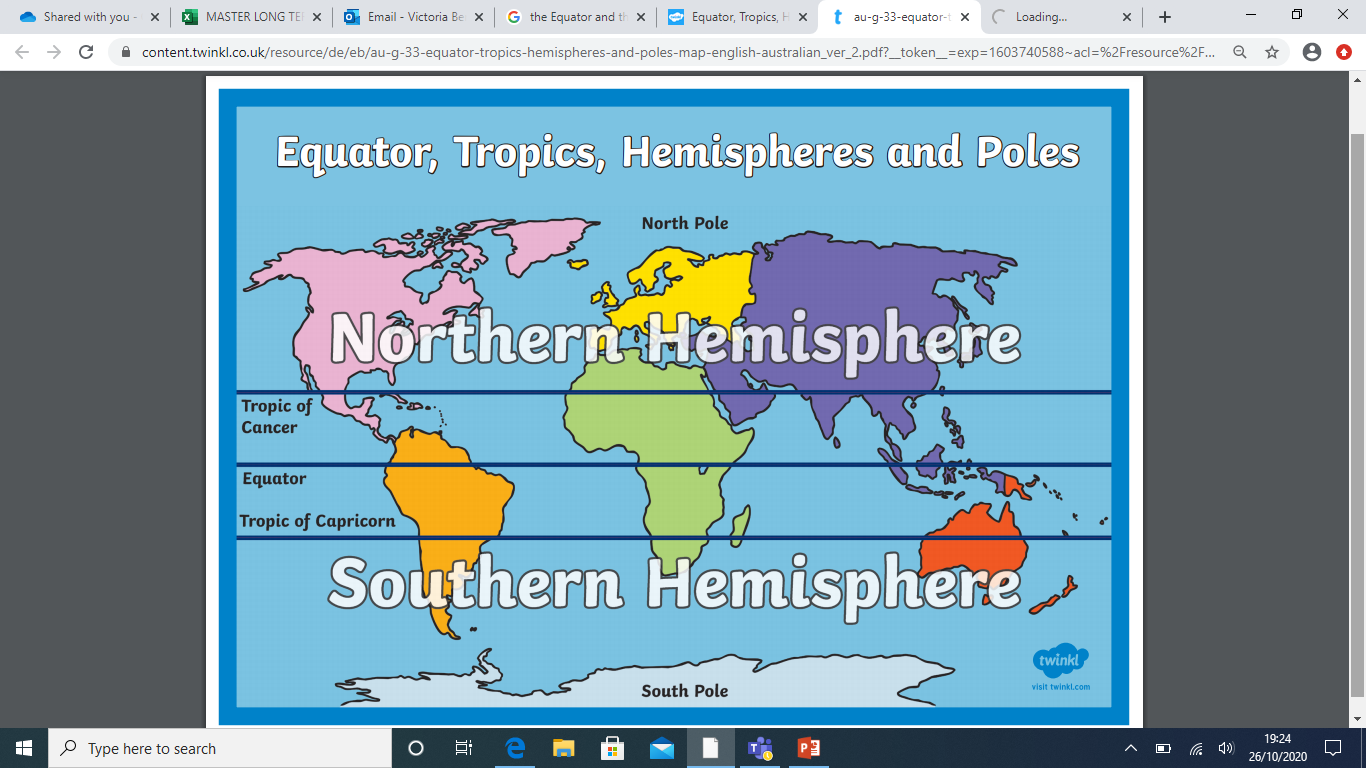 Shared with you -
MASTER LONG TE
Email - Victoria Be
the Equator and th
Equator, Tropics, H
au-g-33-equator-t
Loading...
content.twinkl.co.uk/resource/de/eb/au-g-33-equator-tropics-hemispheres-and-poles-map-english-australian_ver_2.pdf?__token__=exp=1603740588~acl=%2Fresource%2F...
Equator, Tropics, Hemispheres and Poles
North Pole
Northern Hemisphere
Tropic of
Cancer
Equator
Tropic of Capricorn
Southern Hemisphere
South Pole
twinkl
visit twinkl.com
Type here to search
19:24
26/10/2020